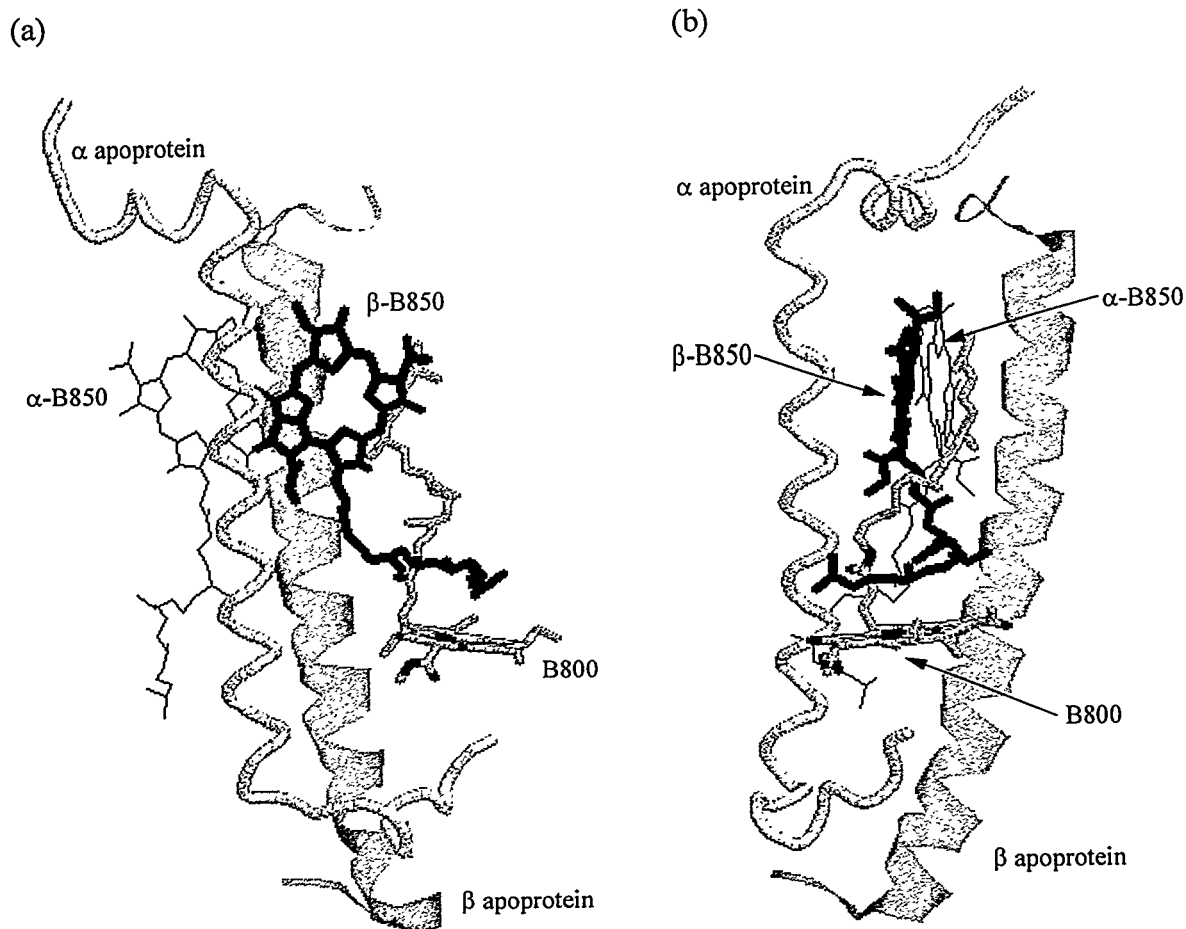 (a)
α apoprotein
β-B850
α-B850
B800
β apoprotein
(b)
α apoprotein
α-B850
β-B850
B800
β apoprotein